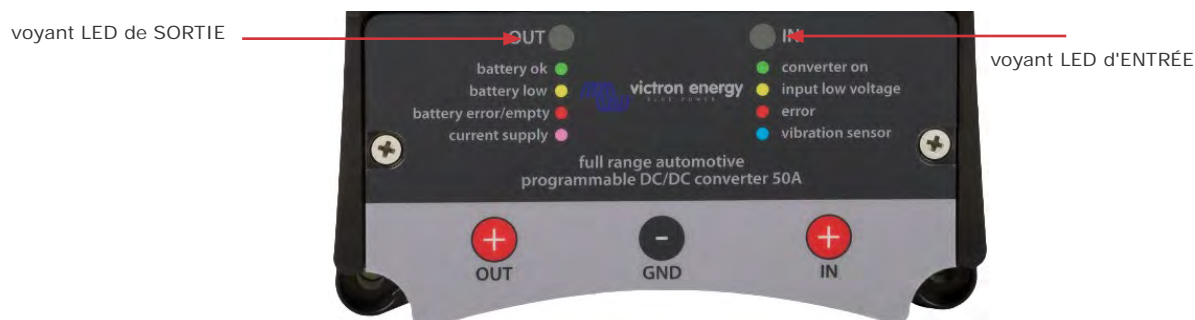 voyant LED de SORTIE
OUT
IN
voyant LED d'ENTRÉE
battery ok
converter on
battery low
victron energy
input low voltage
BLUE POWER
battery error/empty
error
current supply
vibration sensor
full range automotive
programmable DC/DC converter 50A
+
-
+
OUT
GND
IN